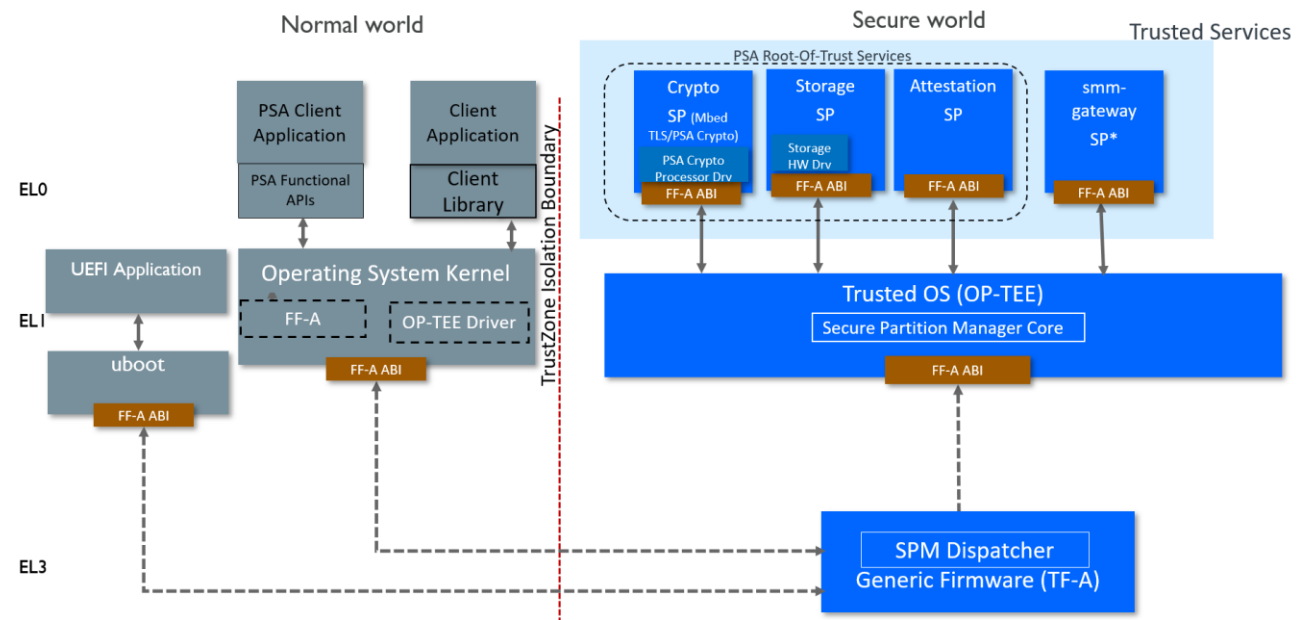 Normal world
Secure world
Trusted Services
PSA Root-Of-Trust Services
PSA Client
Application
PSA Functional
APIs
Client
Application
Client
Library
TrustZone Isolation Boundary
Crypto
SP (Mbed
TLS/PSA Crypto)
PSA Crypto
Processor Drv
FF-A ABI
Storage
SP
Storage
HW Drv
FF-A ABI
Attestation
SP
FF-A ABI
smm-
gateway
SP*
FF-A ABI
EL0
UEFI Application
Operating System Kernel
FF-A
OP-TEE Driver
FF-A ABI
Trusted OS (OP-TEE)
Secure Partition Manager Core
FF-A ABI
EL1
uboot
FF-A ABI
SPM Dispatcher
Generic Firmware (TF-A)
EL3